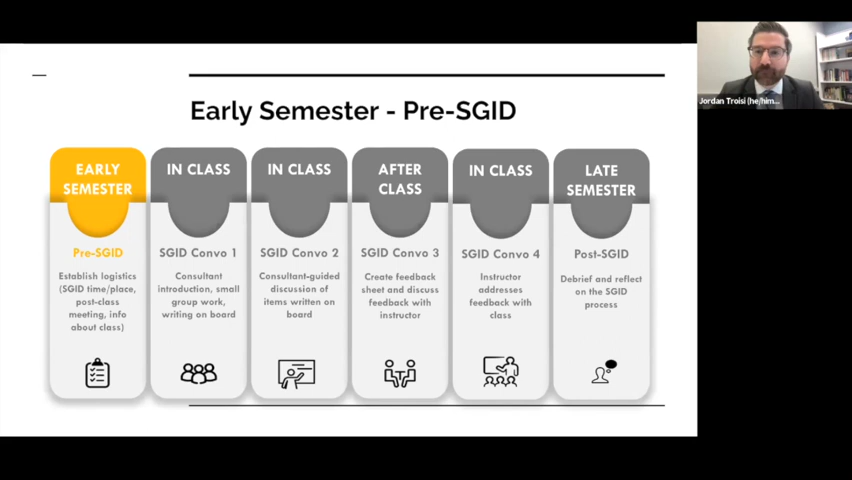 Early Semester - Pre-SGID
EARLY
SEMESTER
Pre-SGID
Establish logistics
(SGID time/place,
post-class
meeting, info
about class)
IN CLASS
SGID Convo 1
Consultant
introduction, small
group work,
writing on board
IN CLASS
SGID Convo 2
Consultant-guided
discussion of
items written on
board
AFTER
CLASS
SGID Convo 3
Create feedback
sheet and discuss
feedback with
instructor
IN CLASS
SGID Convo 4
Instructor
addresses
feedback with
class
LATE
SEMESTER
Post-SGID
Debrief and reflect
on the SGID
process
Jordan Troisi (he/him...